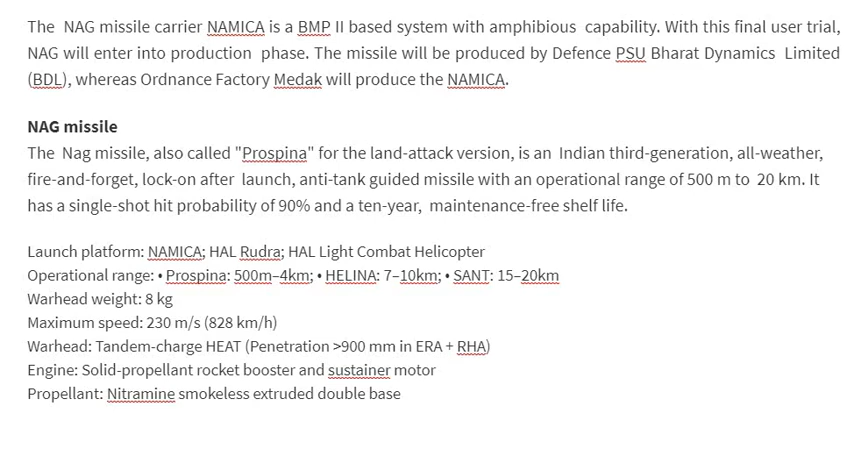 The NAG missile carrier NAMICA is a BMP II based system with amphibious capability. With this final user trial,
NAG will enter into production phase. The missile will be produced by Defence PSU Bharat Dynamics Limited
(BDL), whereas Ordnance Factory Medak will produce the NAMICA.
NAG missile
The Nag missile, also called "Prospina" for the land-attack version, is an Indian third-generation, all-weather,
fire-and-forget, lock-on after launch, anti-tank guided missile with an operational range of 500 m to 20 km. It
has a single-shot hit probability of 90% and a ten-year, maintenance-free shelf life.
Launch platform: NAMICA; HAL Rudra; HAL Light Combat Helicopter
Operational range: • Prospina: 500m–4km; • HELINA: 7–10km; • SANT: 15–20km
Warhead weight: 8 kg
Maximum speed: 230 m/s (828 km/h)
Warhead: Tandem-charge HEAT (Penetration >900 mm in ERA + RHA)
Engine: Solid-propellant rocket booster and sustainer motor
Propellant: Nitramine smokeless extruded double base